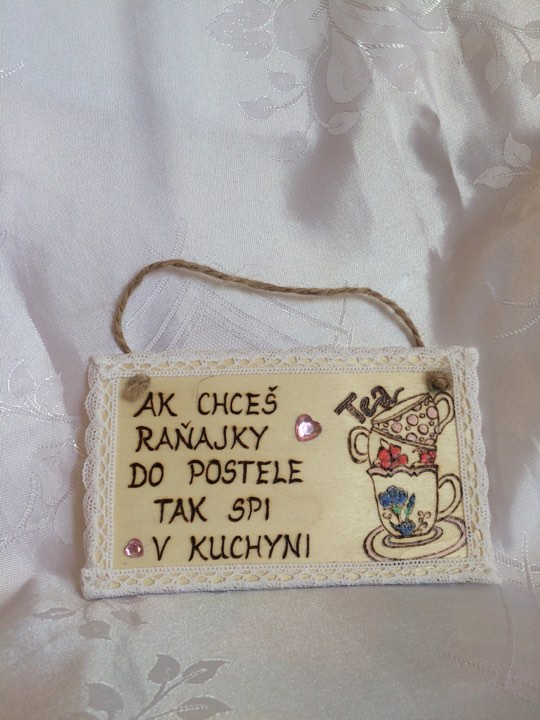 AK CHCEŠ
RAŇAJKY
DO POSTELE
TAK SPI
V KUCHYNI
Tea